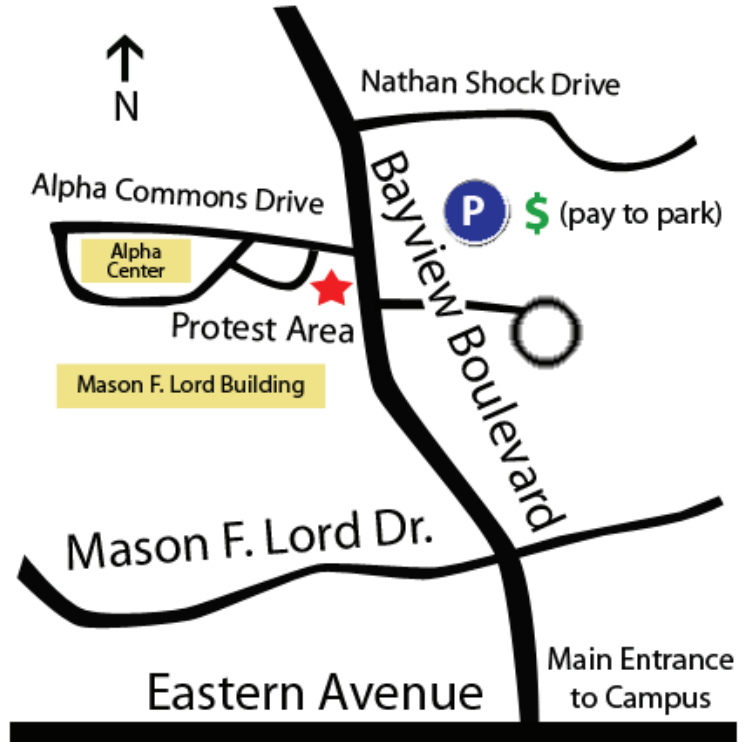 N
Nathan Shock Drive
Alpha Commons Drive
Bayview Boulevard
P $ (pay to park)
Alpha
Center
Protest Area
Mason F. Lord Building
Mason F. Lord Dr.
Main Entrance
to Campus
Eastern Avenue